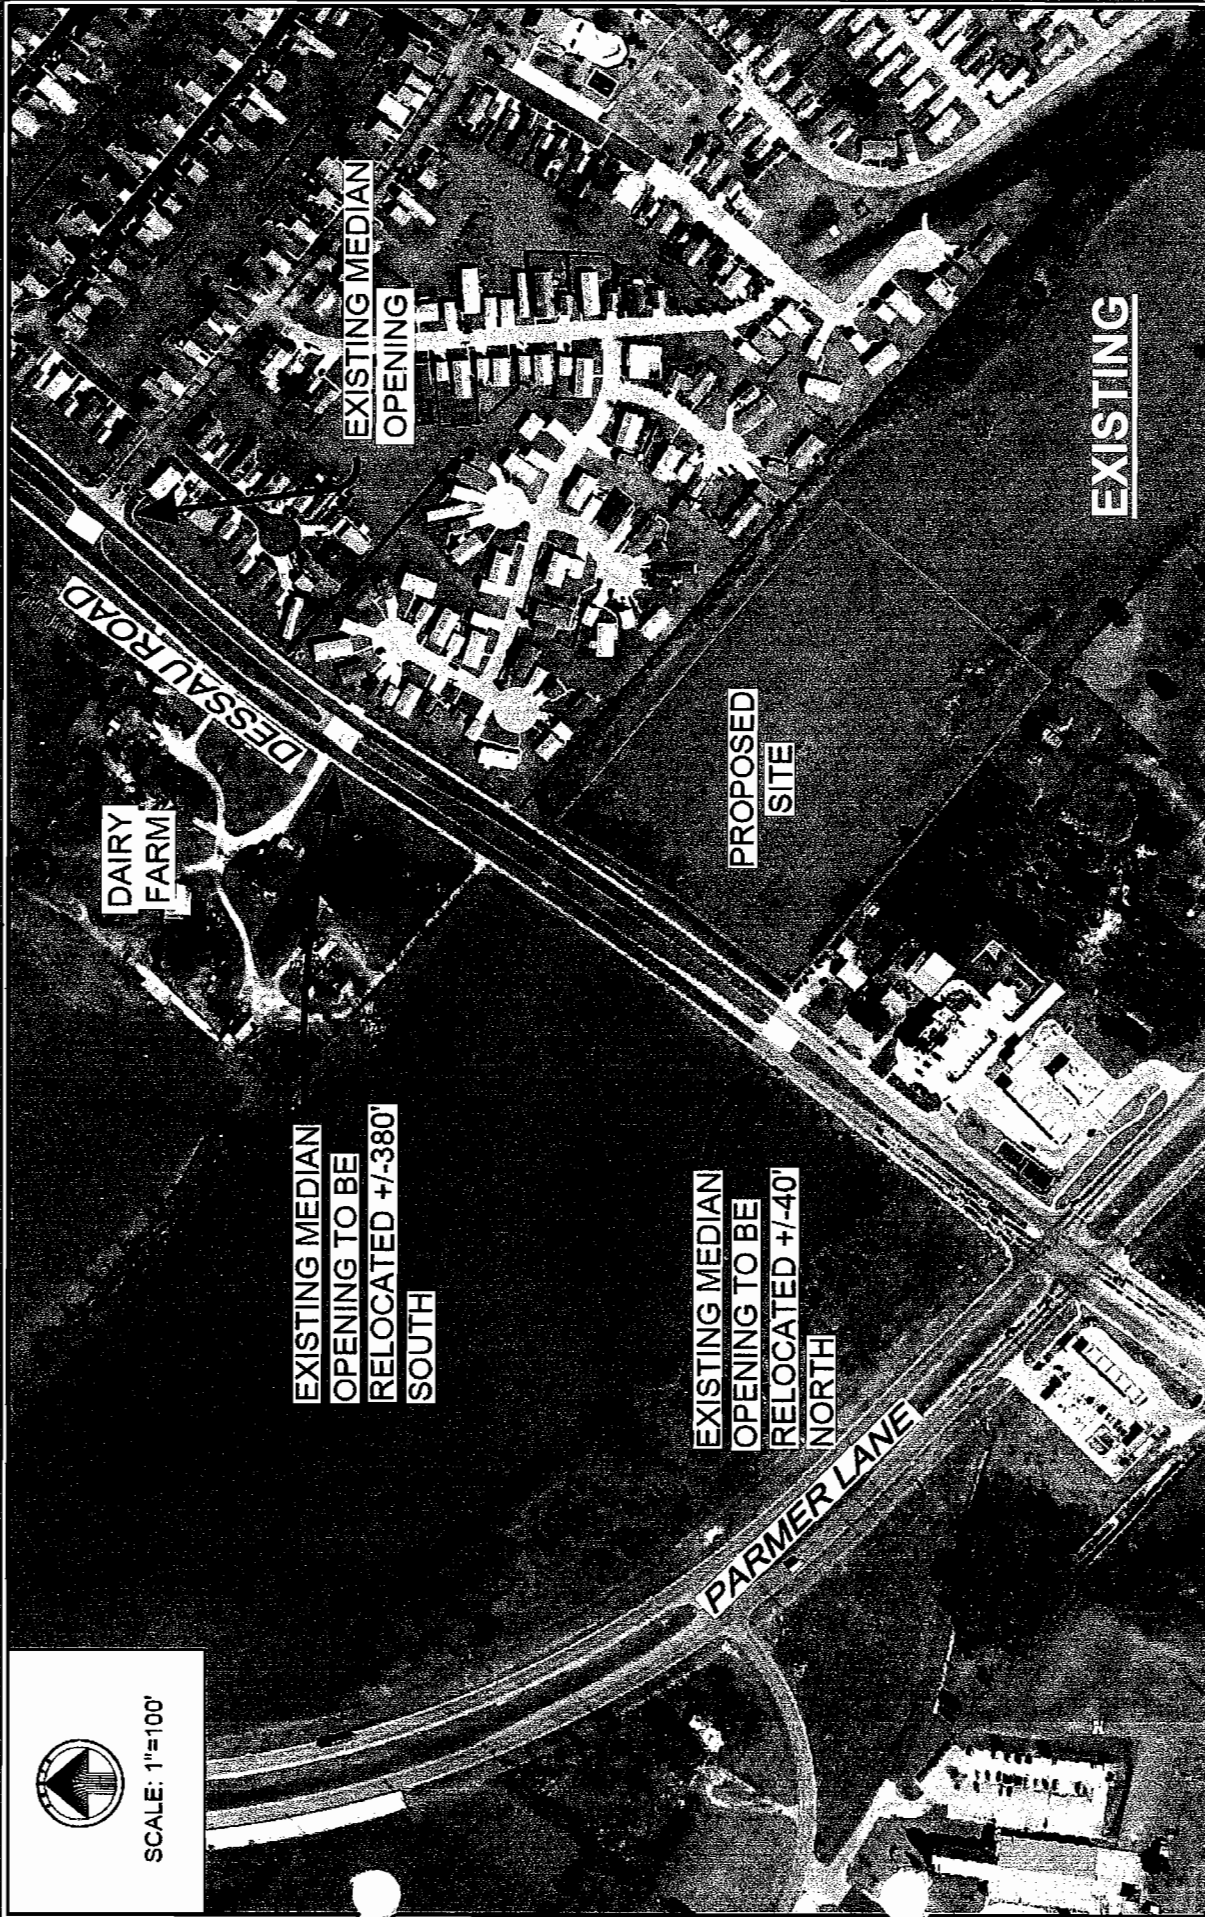 SCALE: 1"=100'
DAIRY
FARM
DESSAU ROAD
EXISTING MEDIAN
OPENING
EXISTING MEDIAN
OPENING TO BE
RELOCATED +/-380'
SOUTH
EXISTING MEDIAN
OPENING TO BE
RELOCATED +/-40'
NORTH
PARMER LANE
PROPOSED
SITE
EXISTING